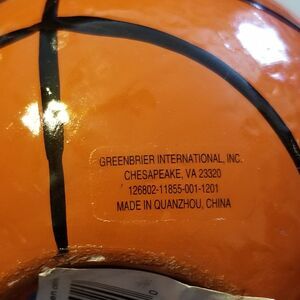 GREENBRIER INTERNATIONAL, INC.
CHESAPEAKE, VA 23320
126802-11855-001-1201
MADE IN QUANZHOU, CHINA